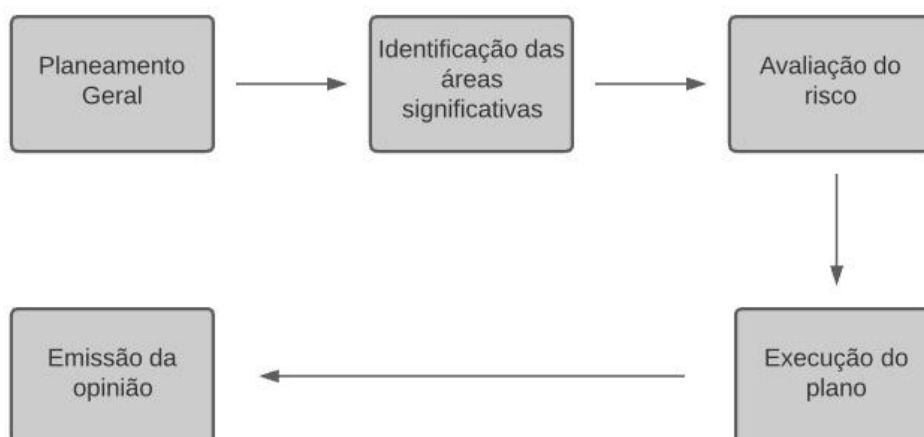 Planeamento
Geral
Identificação das
áreas
significativas
Avaliação do
risco
Execução do
plano
Emissão da
opinião